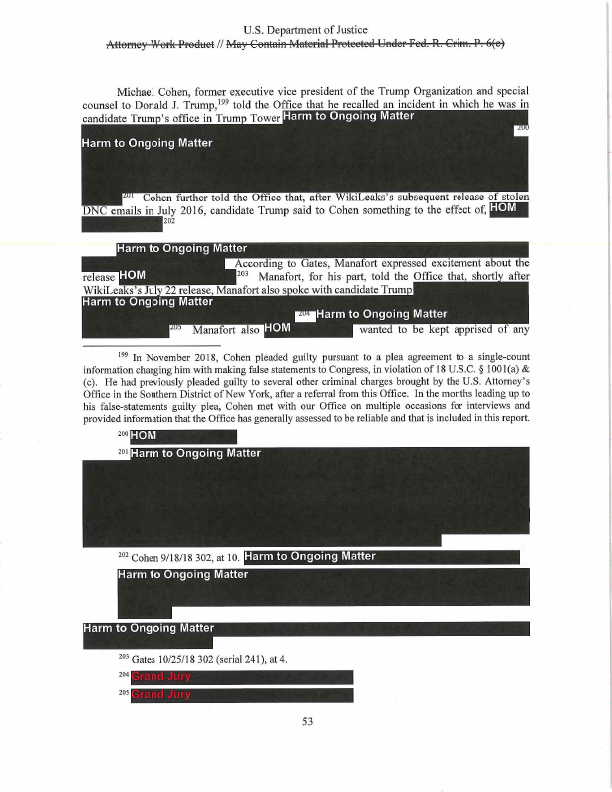 U.S. Department of Justice
Attorney Work Product // May Contain Material Protected Under Fed. R. Crim. P. 6(e)
Michae. Cohen, former executive vice president of the Trump Organization and special
counsel to Dorald J. Trump,¹⁹⁹ told the Office that he recalled an incident in which he was in
candidate Trump's office in Trump Tower Harm to Ongoing Matter
200
Harm to Ongoing Matter
201 Cohen further told the Office that, after WikiLeaks's subsequent release of stolen
DNC emails in July 2016, candidate Trump said to Cohen something to the effect of, HOM
202
Harm to Ongoing Matter
According to Gates, Manafort expressed excitement about the
release HOM 203 Manafort, for his part, told the Office that, shortly after
WikiLeaks's July 22 release, Manafort also spoke with candidate Trump
Harm to Ongoing Matter
204 Harm to Ongoing Matter
205 Manafort also HOM wanted to be kept apprised of any
199 In November 2018, Cohen pleaded guilty pursuant to a plea agreement to a single-count
information charging him with making false statements to Congress, in violation of 18 U.S.C. § 1001(a) &
(c). He had previously pleaded guilty to several other criminal charges brought by the U.S. Attorney's
Office in the Southern District of New York, after a referral from this Office. In the months leading up to
his false-statements guilty plea, Cohen met with our Office on multiple occasions for interviews and
provided information that the Office has generally assessed to be reliable and that is included in this report.
200 HOM
201 Harm to Ongoing Matter
202 Cohen 9/18/18 302, at 10. Harm to Ongoing Matter
Harm to Ongoing Matter
Harm to Ongoing Matter
203 Gates 10/25/18 302 (serial 241), at 4.
204 Grand Jury
205 Grand Jury
53